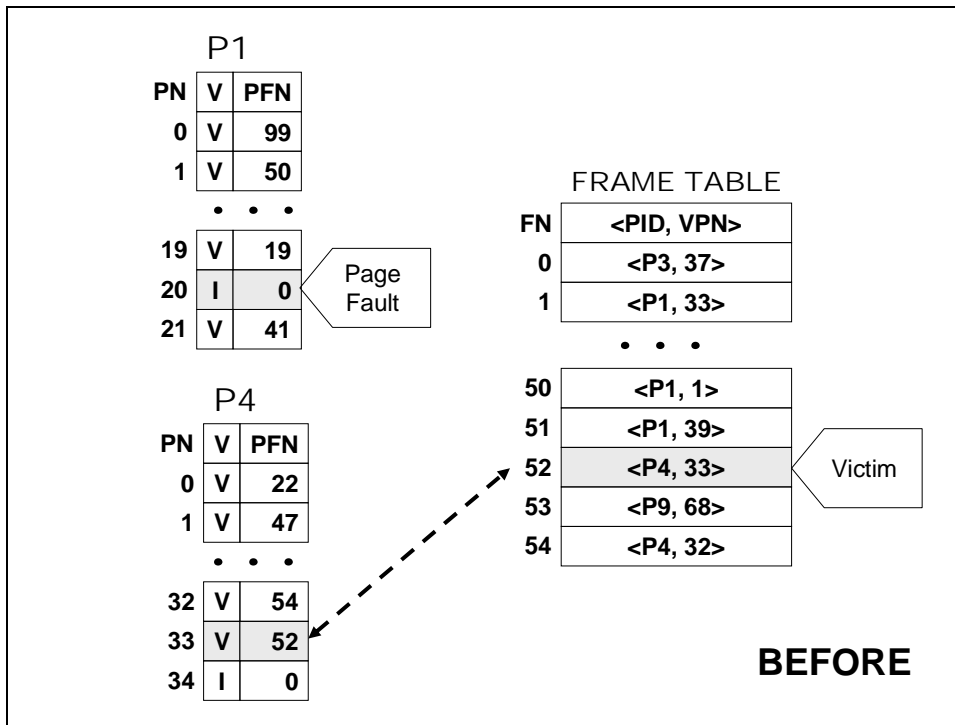 P1
PN V PFN
0 V 99
1 V 50
• • •
19 V 19
20 I 0
21 V 41
Page
Fault
P4
PN V PFN
0 V 22
1 V 47
• • •
32 V 54
33 V 52
34 I 0
FRAME TABLE
FN <PID, VPN>
0 <P3, 37>
1 <P1, 33>
• • •
50 <P1, 1>
51 <P1, 39>
52 <P4, 33>
53 <P9, 68>
54 <P4, 32>
Victim
BEFORE